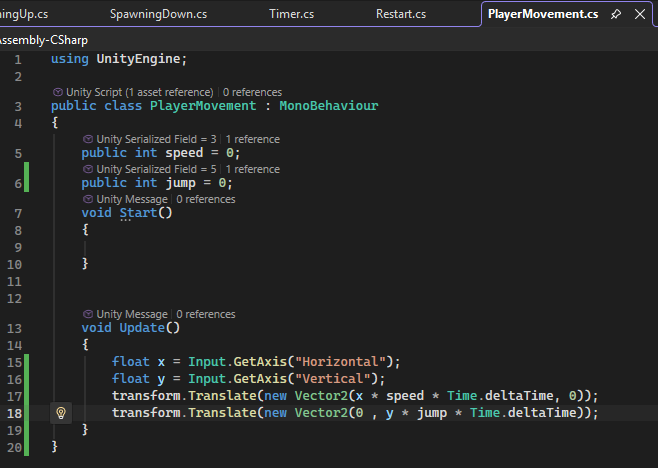 ningUp.cs SpawningDown.cs Timer.cs Restart.cs PlayerMovement.cs
Assembly-CSharp
1 using UnityEngine;
2
Unity Script (1 asset reference) | 0 references
3 public class PlayerMovement : MonoBehaviour
4 {
Unity Serialized Field = 3 | 1 reference
5 public int speed = 0;
Unity Serialized Field = 5 | 1 reference
6 public int jump = 0;
Unity Message | 0 references
7 void Start()
8 {
9
10 }
11
12
Unity Message | 0 references
13 void Update()
14 {
15 float x = Input.GetAxis("Horizontal");
16 float y = Input.GetAxis("Vertical");
17 transform.Translate(new Vector2(x * speed * Time.deltaTime, 0));
18 transform.Translate(new Vector2(0 , y * jump * Time.deltaTime));
19 }
20 }